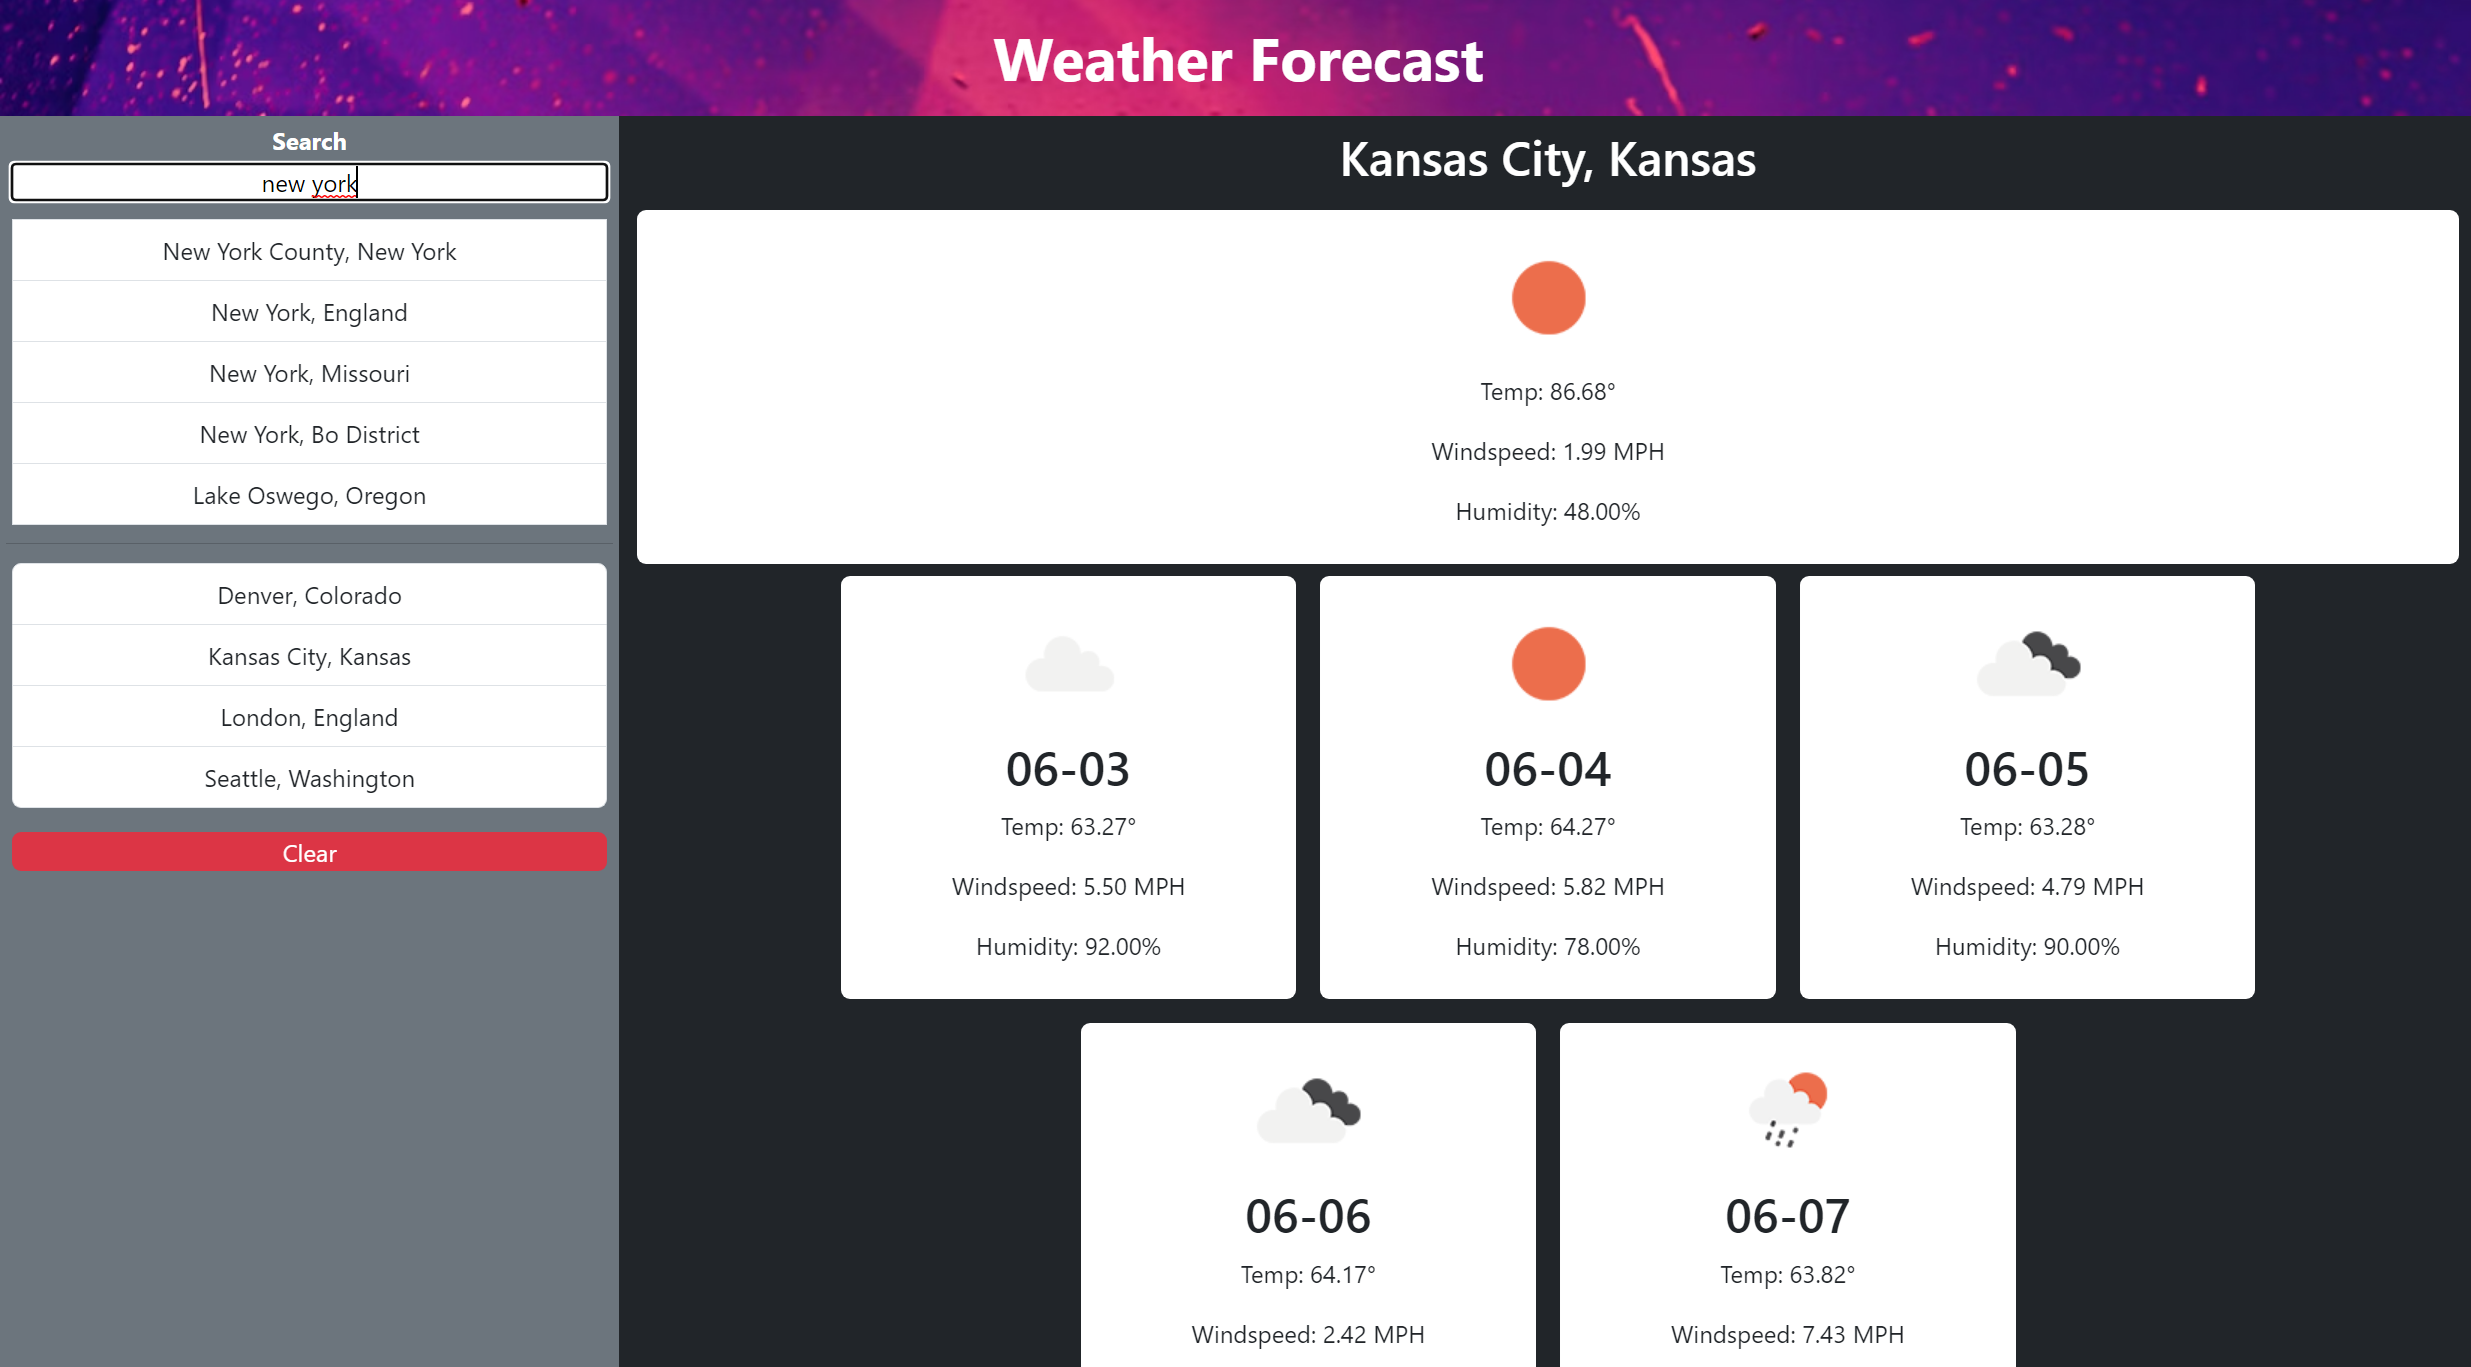 Weather Forecast
Search
new york
New York County, New York
New York, England
New York, Missouri
New York, Bo District
Lake Oswego, Oregon
Denver, Colorado
Kansas City, Kansas
London, England
Seattle, Washington
Clear
Kansas City, Kansas
Temp: 86.68°
Windspeed: 1.99 MPH
Humidity: 48.00%
06-03
Temp: 63.27°
Windspeed: 5.50 MPH
Humidity: 92.00%
06-04
Temp: 64.27°
Windspeed: 5.82 MPH
Humidity: 78.00%
06-05
Temp: 63.28°
Windspeed: 4.79 MPH
Humidity: 90.00%
06-06
Temp: 64.17°
Windspeed: 2.42 MPH
06-07
Temp: 63.82°
Windspeed: 7.43 MPH